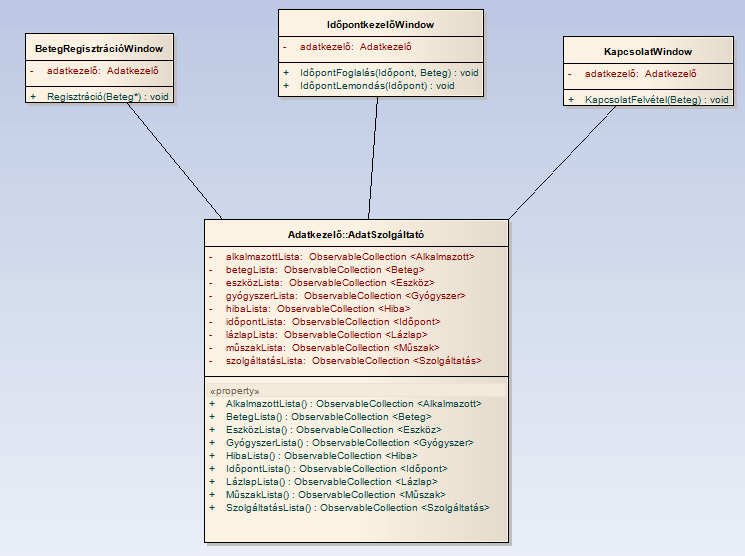 BetegRegisztrációWindow
- adatkezelő: Adatkezelő
+ Regisztráció(Beteg*) : void
IdőpontkezelőWindow
- adatkezelő: Adatkezelő
+ IdőpontFoglalás(Időpont, Beteg) : void
+ IdőpontLemondás(Időpont) : void
KapcsolatWindow
- adatkezelő: Adatkezelő
+ KapcsolatFelvétel(Beteg) : void
Adatkezelő::AdatSzolgáltató
- alkalmazottLista: ObservableCollection <Alkalmazott>
- betegLista: ObservableCollection <Beteg>
- eszközLista: ObservableCollection <Eszköz>
- gyógyszerLista: ObservableCollection <Gyógyszer>
- hibaLista: ObservableCollection <Hiba>
- időpontLista: ObservableCollection <Időpont>
- lázlapLista: ObservableCollection <Lázlap>
- műszakLista: ObservableCollection <Műszak>
- szolgáltatásLista: ObservableCollection <Szolgáltatás>
«property»
+ AlkalmazottLista() : ObservableCollection <Alkalmazott>
+ BetegLista() : ObservableCollection <Beteg>
+ EszközLista() : ObservableCollection <Eszköz>
+ GyógyszerLista() : ObservableCollection <Gyógyszer>
+ HibaLista() : ObservableCollection <Hiba>
+ IdőpontLista() : ObservableCollection <Időpont>
+ LázlapLista() : ObservableCollection <Lázlap>
+ MűszakLista() : ObservableCollection <Műszak>
+ SzolgáltatásLista() : ObservableCollection <Szolgáltatás>